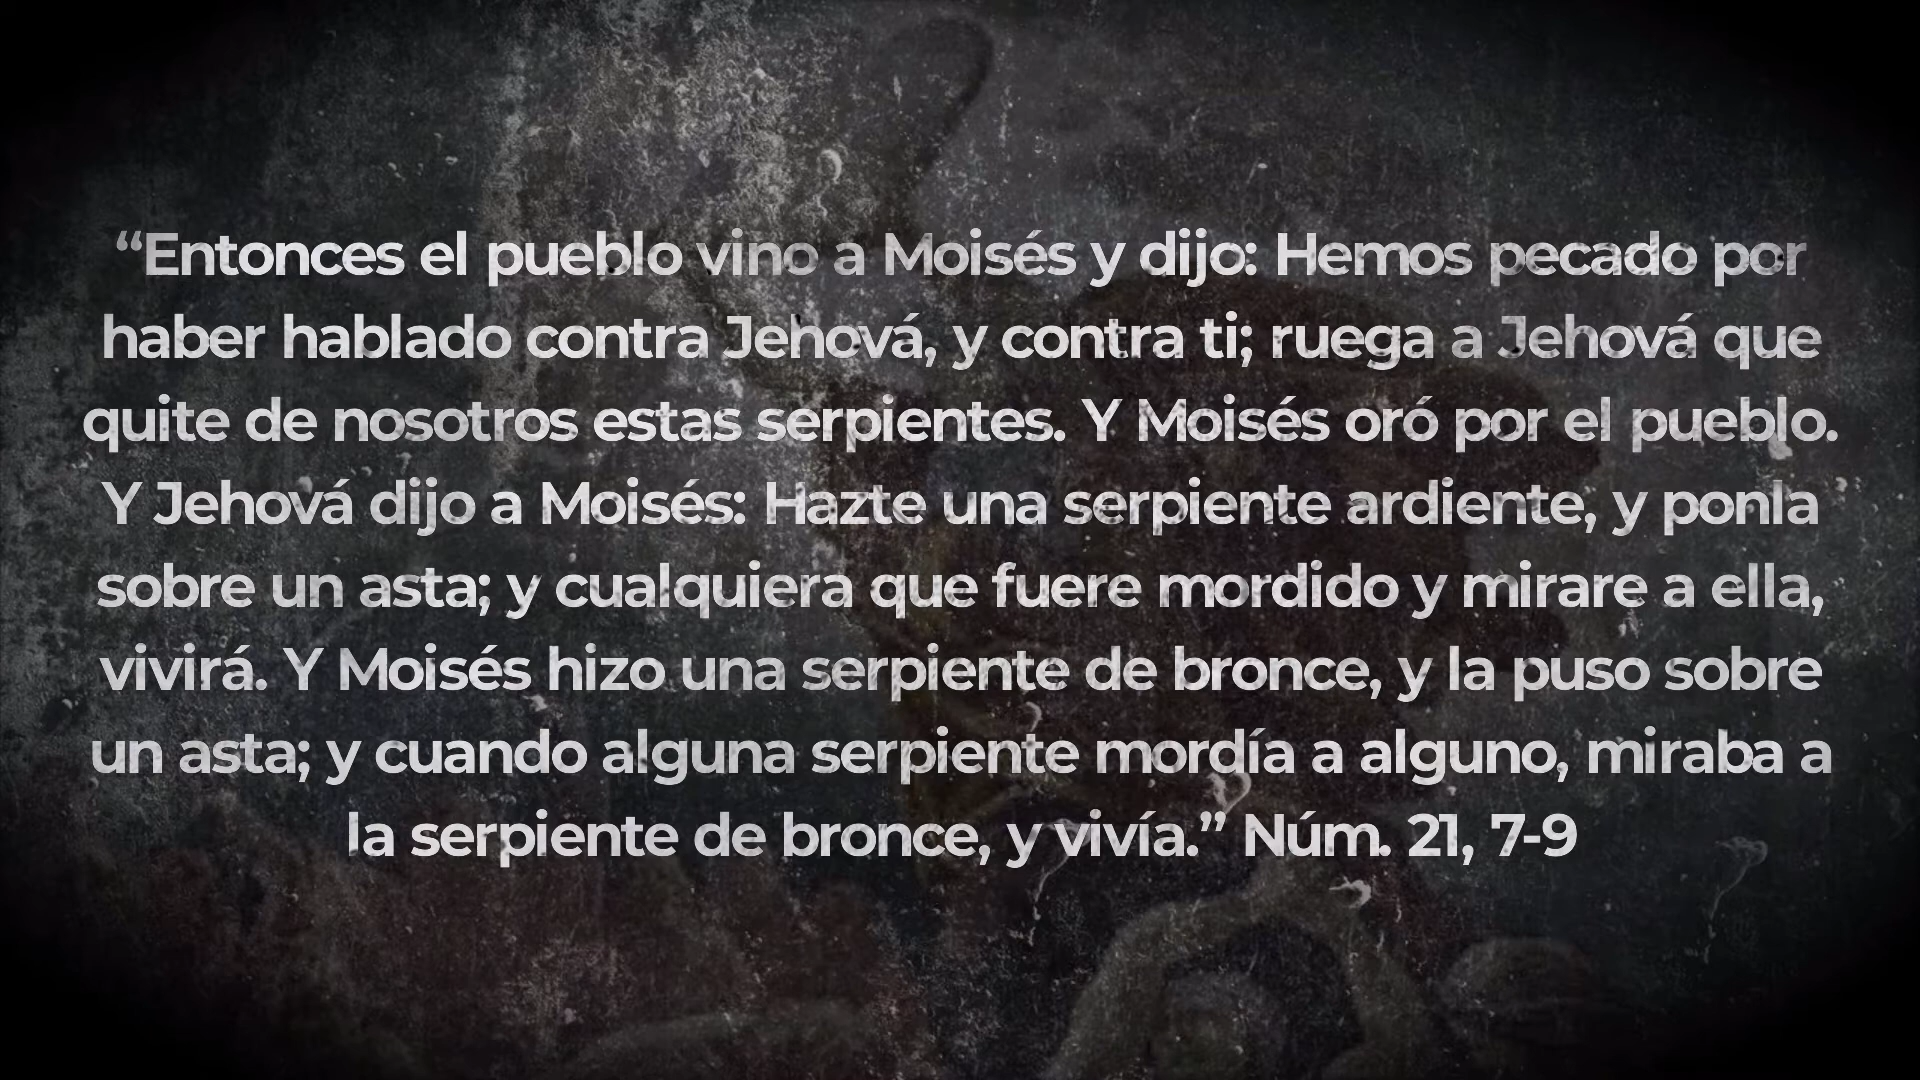 “Entonces el pueblo vino a Moisés y dijo: Hemos pecado por
haber hablado contra Jehová, y contra ti; ruega a Jehová que
quite de nosotros estas serpientes. Y Moisés oró por el pueblo.
Y Jehová dijo a Moisés: Hazte una serpiente ardiente, y ponla
sobre un asta; y cualquiera que fuere mordido y mirare a ella,
vivirá. Y Moisés hizo una serpiente de bronce, y la puso sobre
un asta; y cuando alguna serpiente mordía a alguno, miraba a
la serpiente de bronce, y vivía.” Núm. 21, 7-9